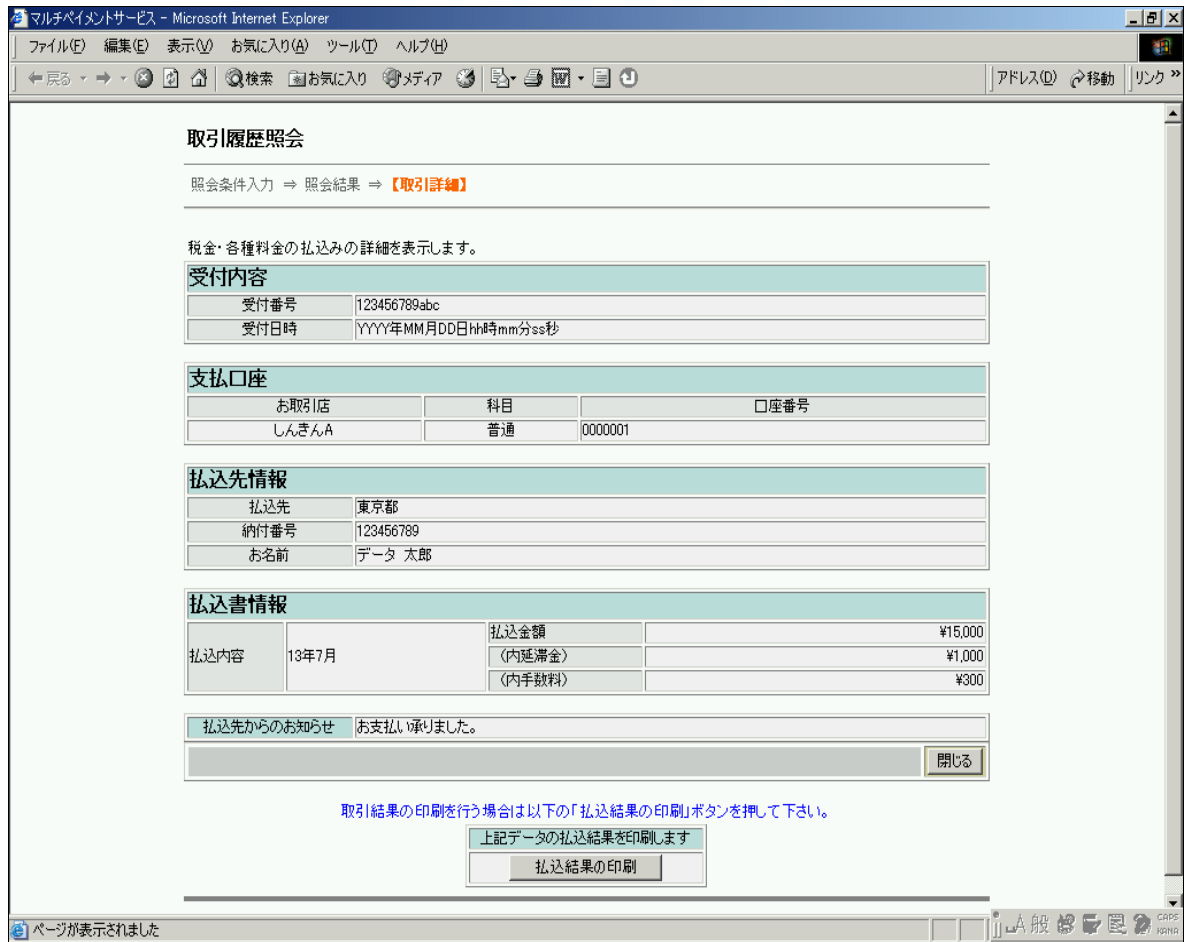 マルチペイメントサービス - Microsoft Internet Explorer
ファイル(F) 編集(E) 表示(V) お気に入り(A) ツール(T) ヘルプ(H)
戻る 検索 お気に入り メディア アドレス(D) 移動 リンク »
取引履歴照会
照会条件入力 ⇒ 照会結果 ⇒ 【取引詳細】
税金・各種料金の払込みの詳細を表示します。
受付内容
受付番号 123456789abc
受付日時 YYYY年MM月DD日hh時mm分ss秒
支払口座
お取引店 科目 口座番号
しんきんA 普通 0000001
払込先情報
払込先 東京都
納付番号 123456789
お名前 データ 太郎
払込書情報
払込内容 13年7月 払込金額 ¥15,000
(内延滞金) ¥1,000
(内手数料) ¥300
払込先からのお知らせ お支払い承りました。
閉じる
取引結果の印刷を行う場合は以下の「払込結果の印刷」ボタンを押して下さい。
上記データの払込結果を印刷します
払込結果の印刷
ページが表示されました
A 般 CAPS
KANA